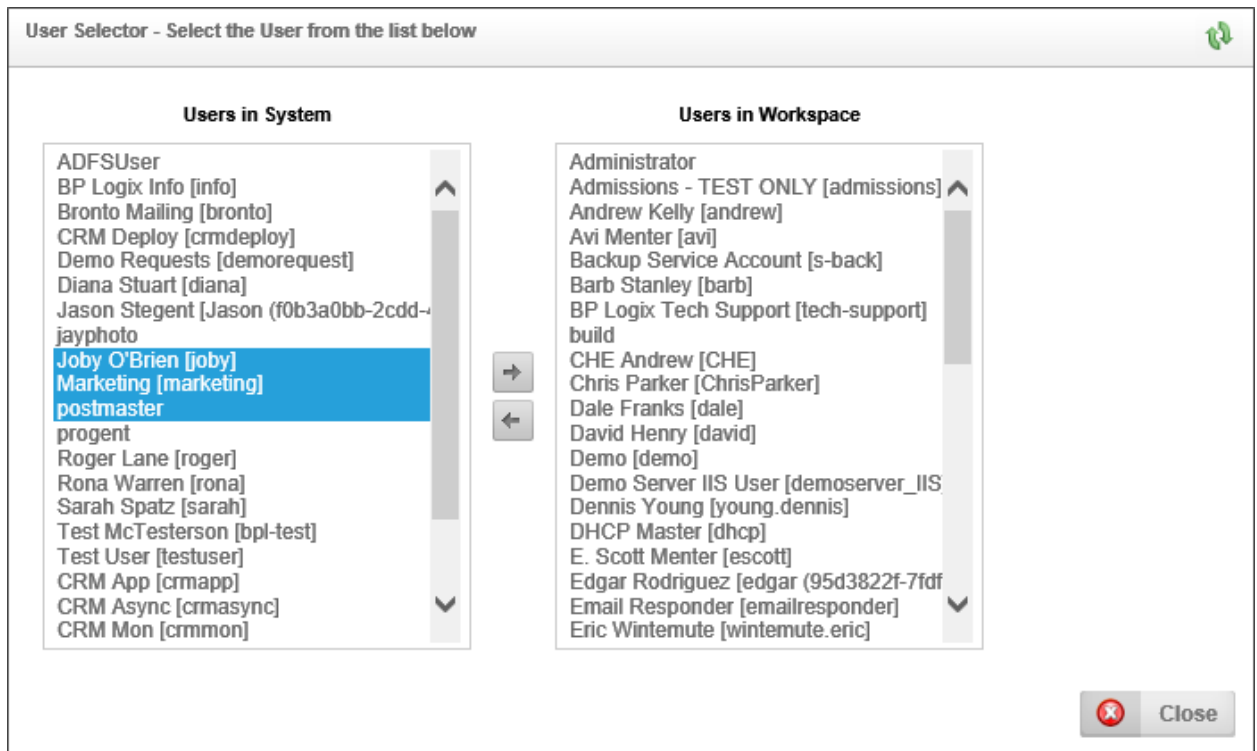 User Selector - Select the User from the list below
Users in System
ADFSUser
BP Logix Info [info]
Bronto Mailing [bronto]
CRM Deploy [crmdeploy]
Demo Requests [demorequest]
Diana Stuart [diana]
Jason Stegent [Jason (f0b3a0bb-2cdd-
jayphoto
Joby O'Brien [joby]
Marketing [marketing]
postmaster
progent
Roger Lane [roger]
Rona Warren [rona]
Sarah Spatz [sarah]
Test McTesterson [bpl-test]
Test User [testuser]
CRM App [crmapp]
CRM Async [crmasync]
CRM Mon [crmmon]
Users in Workspace
Administrator
Admissions - TEST ONLY [admissions]
Andrew Kelly [andrew]
Avi Menter [avi]
Backup Service Account [s-back]
Barb Stanley [barb]
BP Logix Tech Support [tech-support]
build
CHE Andrew [CHE]
Chris Parker [ChrisParker]
Dale Franks [dale]
David Henry [david]
Demo [demo]
Demo Server IIS User [demoserver_IIS]
Dennis Young [young.dennis]
DHCP Master [dhcp]
E. Scott Menter [escott]
Edgar Rodriguez [edgar (95d3822f-7fdf
Email Responder [emailresponder]
Eric Wintemute [wintemute.eric]
Close